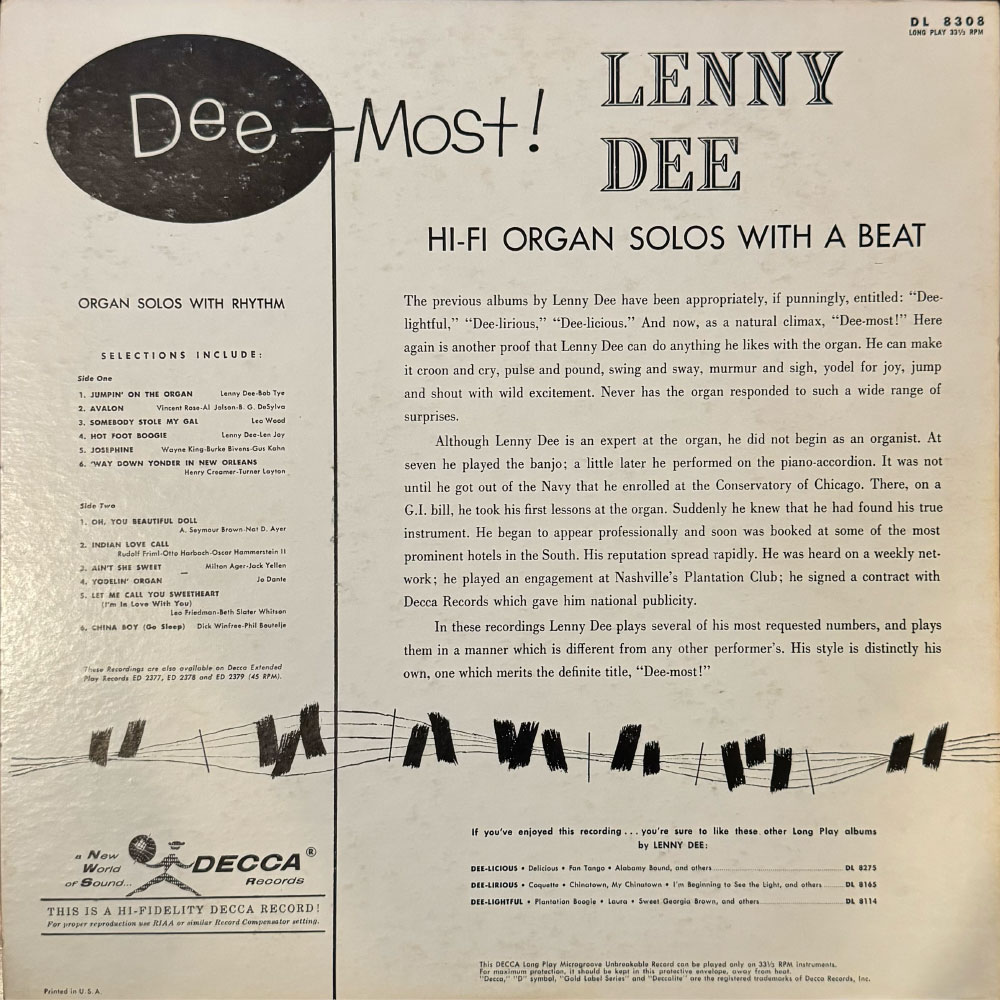 DL 8308
LONG PLAY 33⅓ RPM
Dee-Most!
LENNY
DEE
HI-FI ORGAN SOLOS WITH A BEAT
ORGAN SOLOS WITH RHYTHM
SELECTIONS INCLUDE:
Side One
1. JUMPIN' ON THE ORGAN Lenny Dee-Bob Tye
2. AVALON Vincent Rose-Al Jolson-B. G. DeSylva
3. SOMEBODY STOLE MY GAL Leo Wood
4. HOT FOOT BOOGIE Lenny Dee-Len Jay
5. JOSEPHINE Wayne King-Burke Bivens-Gus Kahn
6. 'WAY DOWN YONDER IN NEW ORLEANS
Henry Creamer-Turner Layton
Side Two
1. OH, YOU BEAUTIFUL DOLL
A. Seymour Brown-Nat D. Ayer
2. INDIAN LOVE CALL
Rudolf Friml-Otto Harbach-Oscar Hammerstein II
3. AIN'T SHE SWEET Milton Ager-Jack Yellen
4. YODELIN' ORGAN Jo Dante
5. LET ME CALL YOU SWEETHEART
(I'm In Love With You)
Leo Friedman-Beth Slater Whitson
6. CHINA BOY (Go Sleep) Dick Winfree-Phil Boutelje
These Recordings are also available on Decca Extended
Play Records ED 2377, ED 2378 and ED 2379 (45 RPM).
The previous albums by Lenny Dee have been appropriately, if punningly, entitled: “Dee-
lightful,” “Dee-lirious,” “Dee-licious.” And now, as a natural climax, “Dee-most!” Here
again is another proof that Lenny Dee can do anything he likes with the organ. He can make
it croon and cry, pulse and pound, swing and sway, murmur and sigh, yodel for joy, jump
and shout with wild excitement. Never has the organ responded to such a wide range of
surprises.
Although Lenny Dee is an expert at the organ, he did not begin as an organist. At
seven he played the banjo; a little later he performed on the piano-accordion. It was not
until he got out of the Navy that he enrolled at the Conservatory of Chicago. There, on a
G.I. bill, he took his first lessons at the organ. Suddenly he knew that he had found his true
instrument. He began to appear professionally and soon was booked at some of the most
prominent hotels in the South. His reputation spread rapidly. He was heard on a weekly net-
work; he played an engagement at Nashville’s Plantation Club; he signed a contract with
Decca Records which gave him national publicity.
In these recordings Lenny Dee plays several of his most requested numbers, and plays
them in a manner which is different from any other performer’s. His style is distinctly his
own, one which merits the definite title, “Dee-most!”
a New
World
of Sound...
DECCA®
Records
THIS IS A HI-FIDELITY DECCA RECORD!
For proper reproduction use RIAA or similar Record Compensator setting.
If you've enjoyed this recording . . . you're sure to like these other Long Play albums
by LENNY DEE:
DEE-LICIOUS • Delicious • Fan Tango • Alabamy Bound, and others DL 8275
DEE-LIRIOUS • Coquette • Chinatown, My Chinatown • I'm Beginning to See the Light, and others DL 8165
DEE-LIGHTFUL • Plantation Boogie • Laura • Sweet Georgia Brown, and others DL 8114
This DECCA Long Play Microgroove Unbreakable Record can be played only on 33⅓ RPM Instruments.
For maximum protection, it should be kept in this protective envelope, away from heat.
"Decca," "D" symbol, "Gold Label Series" and "Deccalite" are the registered trademarks of Decca Records, Inc.
Printed in U.S.A.